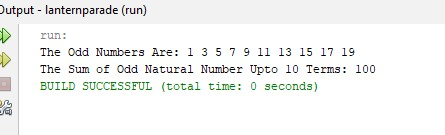 Output - lanternparade (run)
run:
The Odd Numbers Are: 1 3 5 7 9 11 13 15 17 19
The Sum of Odd Natural Number Upto 10 Terms: 100
BUILD SUCCESSFUL (total time: 0 seconds)